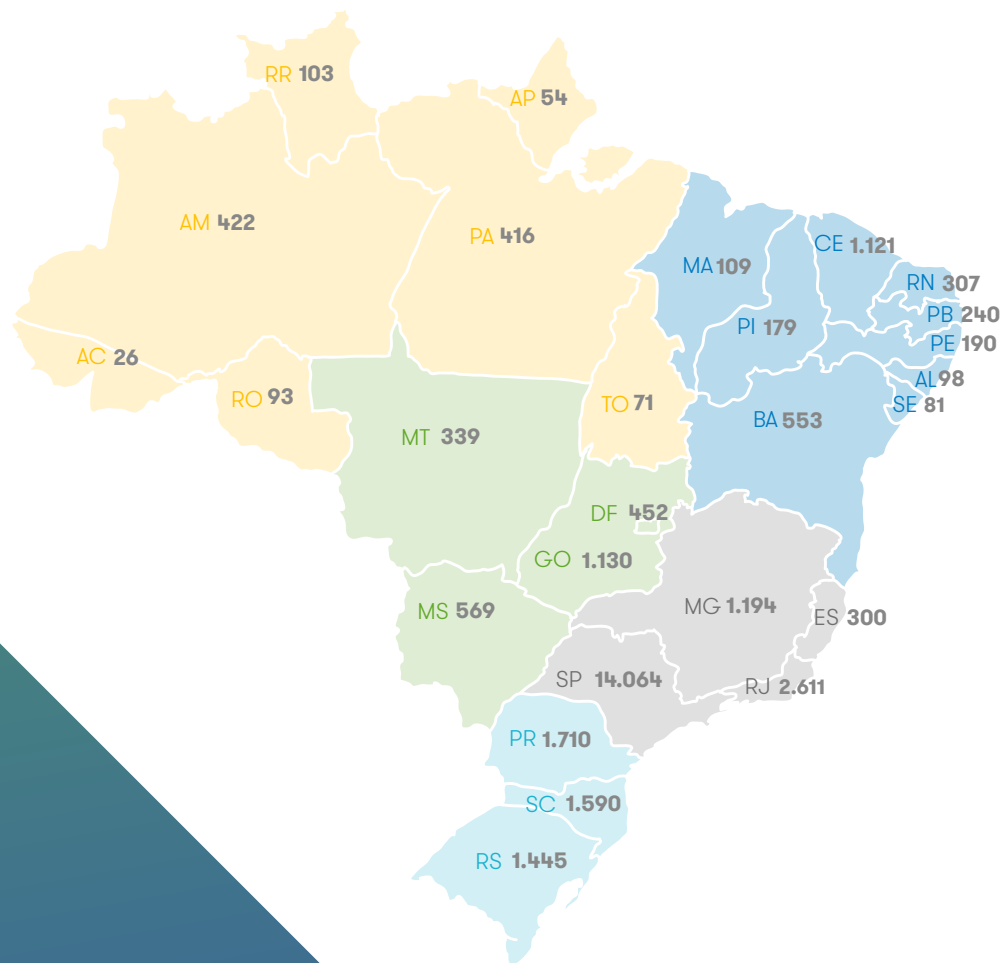 RR 103
AP 54
AM 422
PA 416
CE 1.121
MA 109
RN 307
PB 240
PI 179
PE 190
AC 26
AL 98
RO 93
TO 71
SE 81
BA 553
MT 339
DF 452
GO 1.130
MS 569
MG 1.194
ES 300
SP 14.064
RJ 2.611
PR 1.710
SC 1.590
RS 1.445